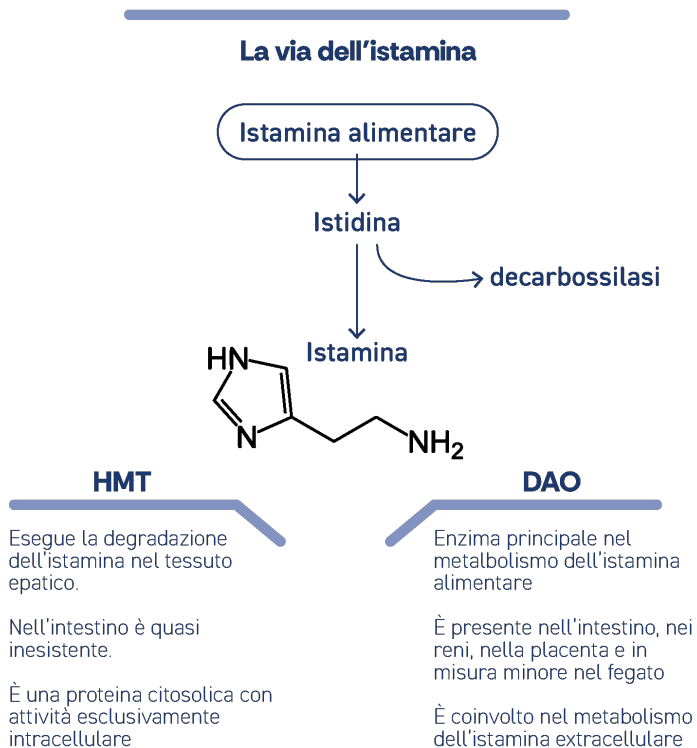 La via dell'istamina
Istamina alimentare
Istidina
decarbossilasi
Istamina
HN
N
NH2
HMT
Esegue la degradazione
dell'istamina nel tessuto
epatico.
Nell'intestino è quasi
inesistente.
È una proteina citosolica con
attività esclusivamente
intracellulare
DAO
Enzima principale nel
metalbolismo dell'istamina
alimentare
È presente nell'intestino, nei
reni, nella placenta e in
misura minore nel fegato
È coinvolto nel metabolismo
dell'istamina extracellulare